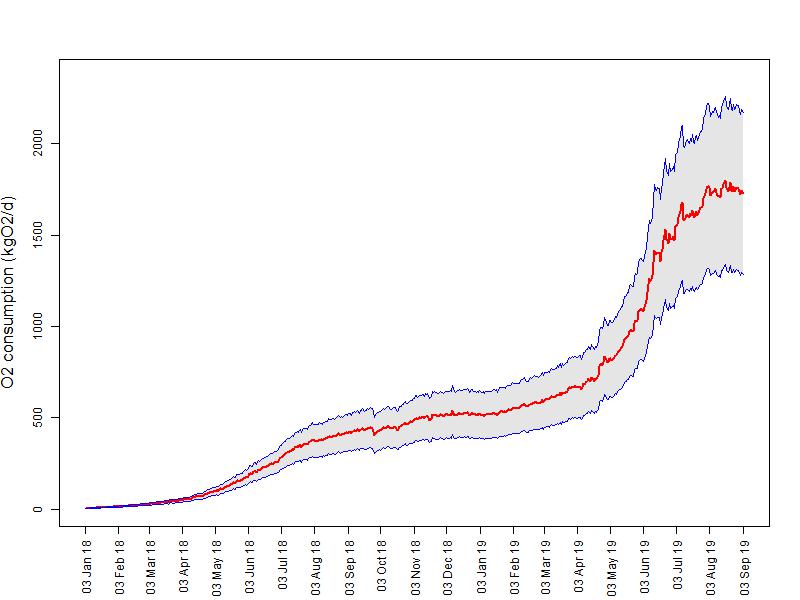 O2 consumption (kgO2/d)
2000
1500
1000
500
0
03 Jan 18
03 Feb 18
03 Mar 18
03 Apr 18
03 May 18
03 Jun 18
03 Jul 18
03 Aug 18
03 Sep 18
03 Oct 18
03 Nov 18
03 Dec 18
03 Jan 19
03 Feb 19
03 Mar 19
03 Apr 19
03 May 19
03 Jun 19
03 Jul 19
03 Aug 19
03 Sep 19